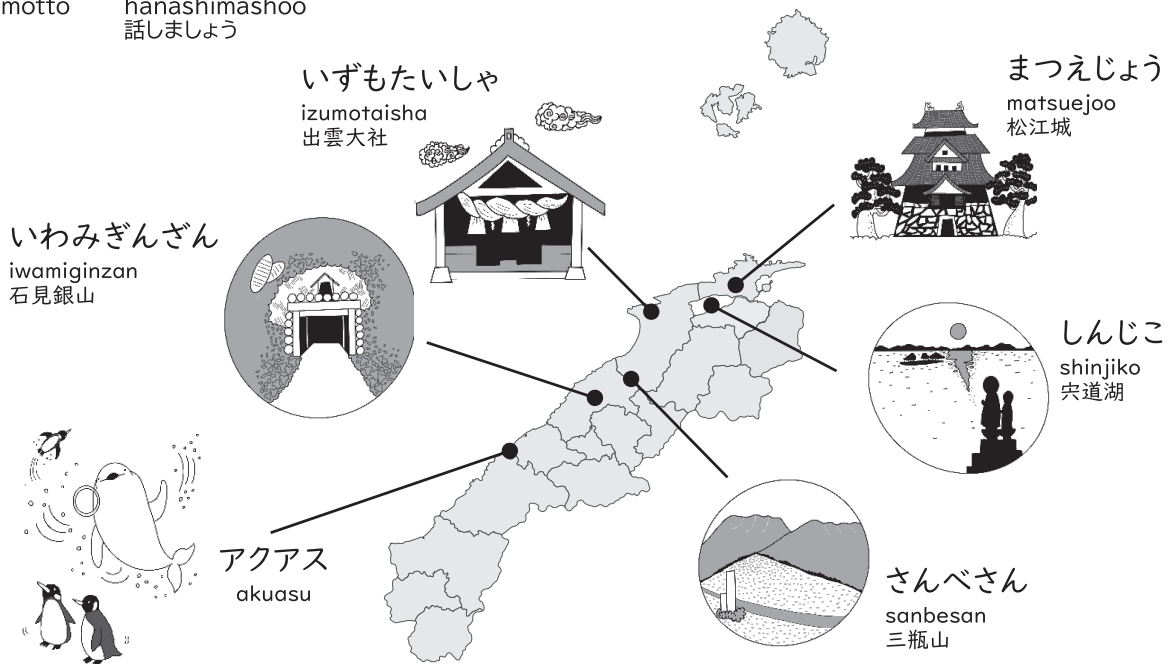 motto hanashimashoo
話しましょう
いずもたいしゃ
izumotaisha
出雲大社
まつえじょう
matsuejoo
松江城
いわみぎんざん
iwamiginzan
石見銀山
しんじこ
shinjiko
宍道湖
アクアス
akuasu
さんべさん
sanbesan
三瓶山